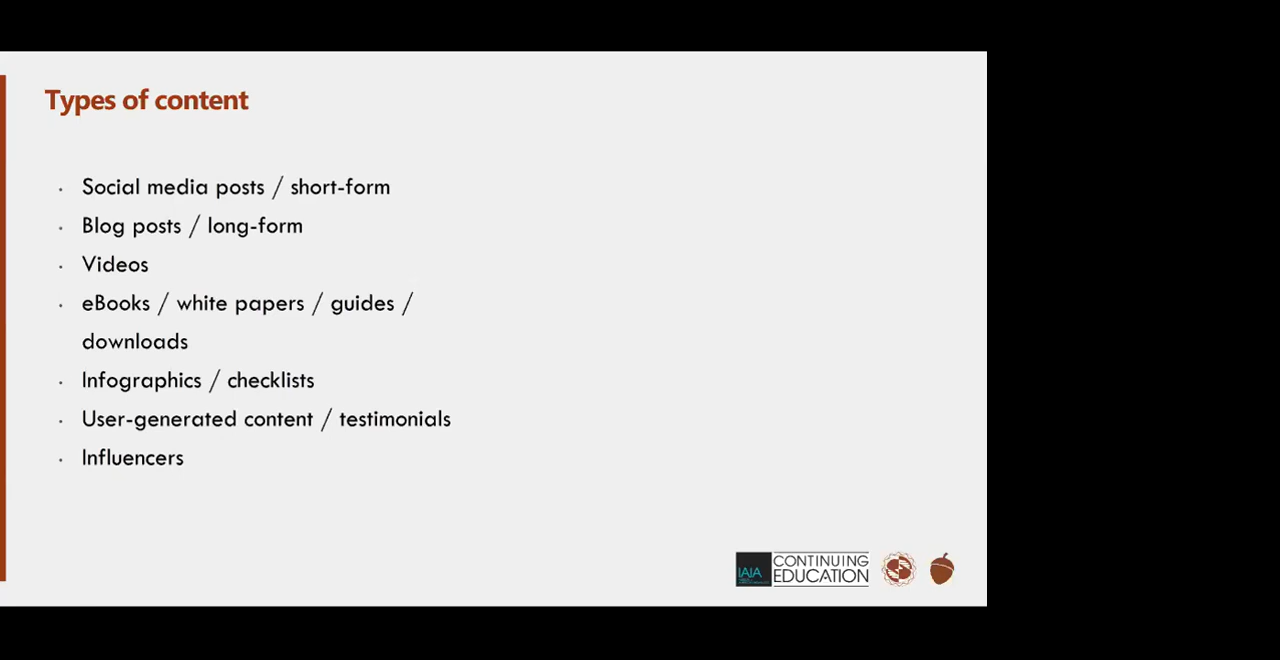 Types of content
· Social media posts / short-form
· Blog posts / long-form
· Videos
· eBooks / white papers / guides /
downloads
· Infographics / checklists
· User-generated content / testimonials
· Influencers
IAIA
CONTINUING
EDUCATION